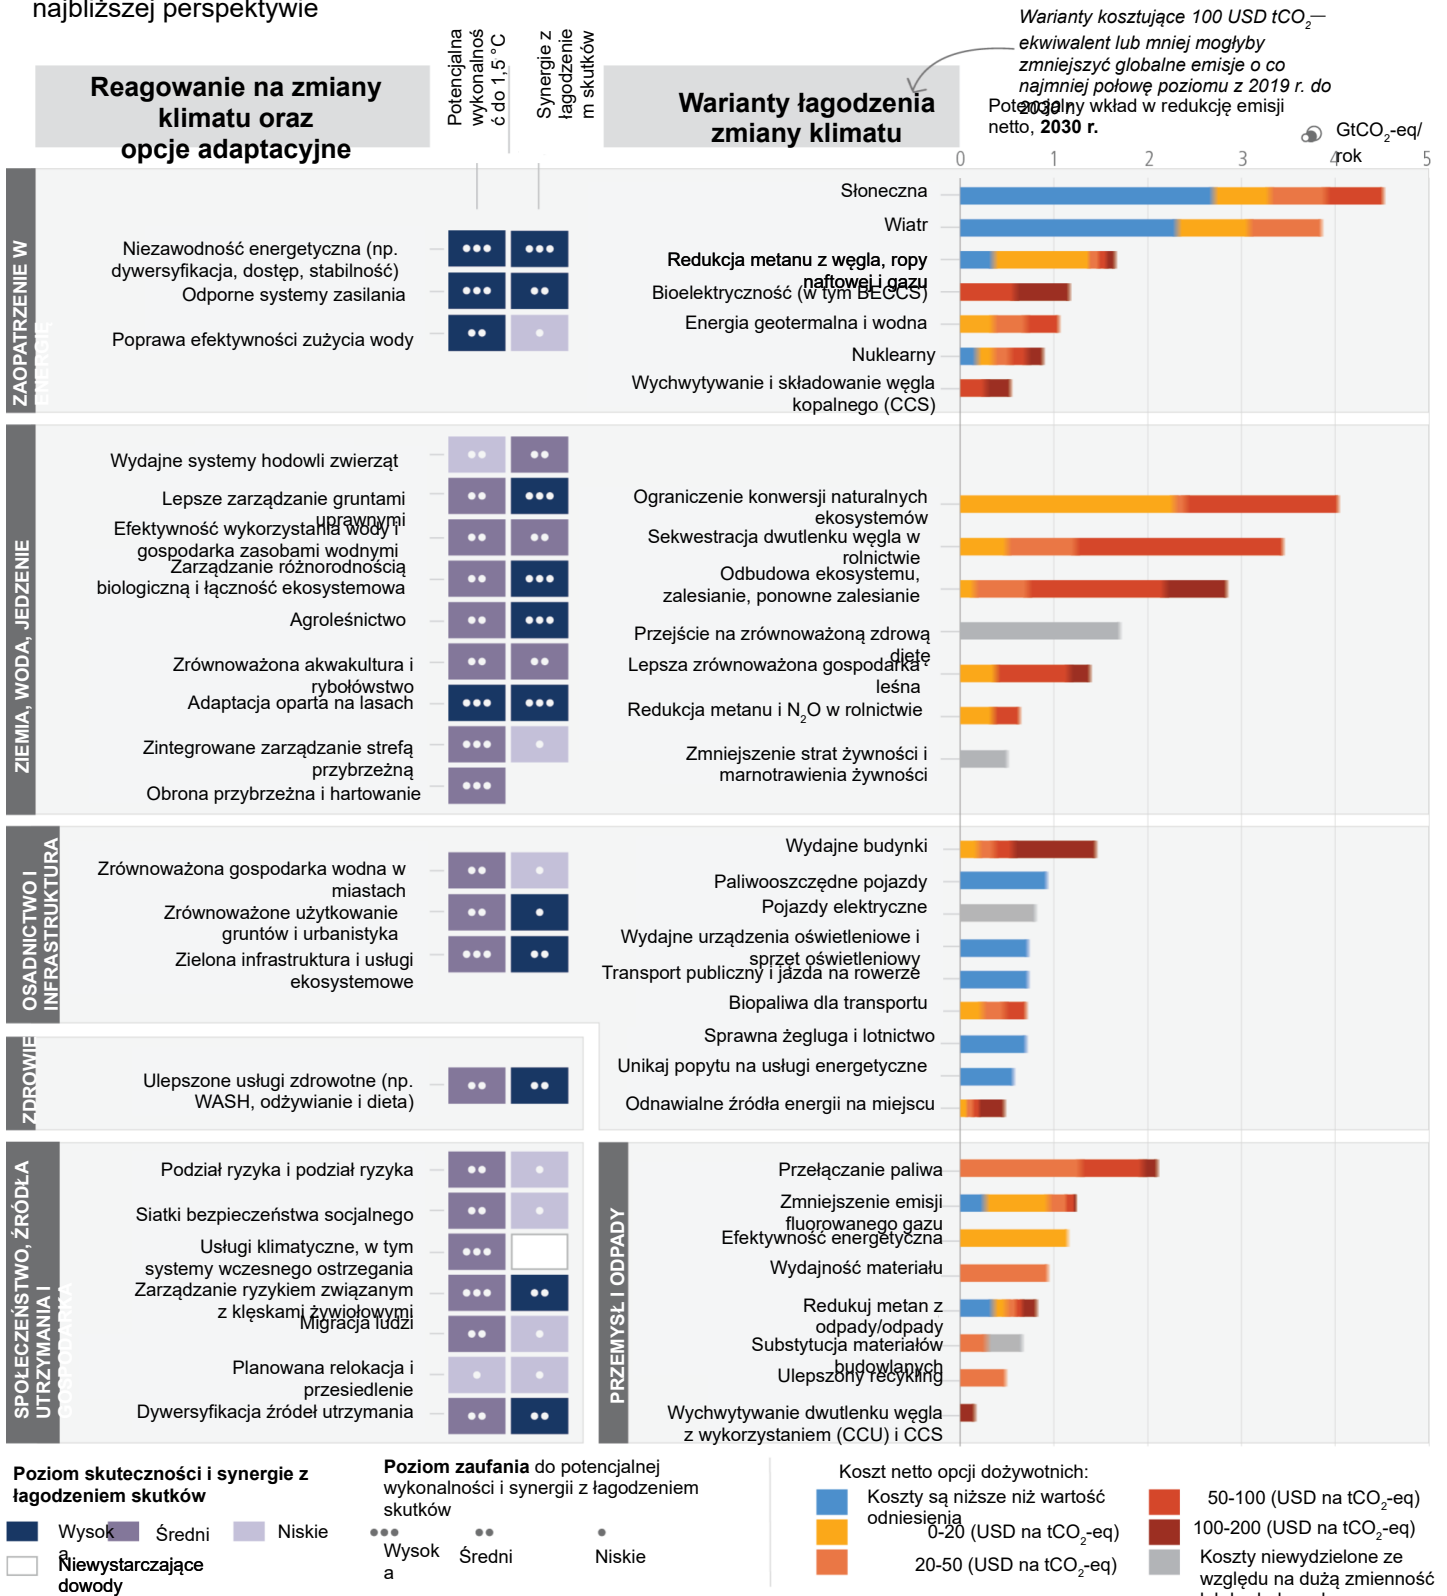 najbliższej perspektywie
Warianty kosztujące 100 USD tCO2—
ekwiwalent lub mniej mogłyby
zmniejszyć globalne emisje o co
najmniej połowę poziomu z 2019 r. do
2030 r.
Reagowanie na zmiany
klimatu oraz
opcje adaptacyjne
Potencjalna
wykonalnoś
ć do 1,5 °C
Synergie z
łagodzenie
m skutków
Warianty łagodzenia
zmiany klimatu
Potencjalny wkład w redukcję emisji
netto, 2030 r.
GtCO2-eq/
rok
0 1 2 3 4 5
ZAOPATRZENIE W
ENERGIĘ
Niezawodność energetyczna (np.
dywersyfikacja, dostęp, stabilność)
Odporne systemy zasilania
Poprawa efektywności zużycia wody
Słoneczna
Wiatr
Redukcja metanu z węgla, ropy
naftowej i gazu
Bioelektryczność (w tym BECCS)
Energia geotermalna i wodna
Nuklearny
Wychwytywanie i składowanie węgla
kopalnego (CCS)
ZIEMIA, WODA, JEDZENIE
Wydajne systemy hodowli zwierząt
Lepsze zarządzanie gruntami
uprawnymi
Efektywność wykorzystania wody i
gospodarka zasobami wodnymi
Zarządzanie różnorodnością
biologiczną i łączność ekosystemowa
Agroleśnictwo
Zrównoważona akwakultura i
rybołówstwo
Adaptacja oparta na lasach
Zintegrowane zarządzanie strefą
przybrzeżną
Obrona przybrzeżna i hartowanie
Ograniczenie konwersji naturalnych
ekosystemów
Sekwestracja dwutlenku węgla w
rolnictwie
Odbudowa ekosystemu,
zalesianie, ponowne zalesianie
Przejście na zrównoważoną zdrową
dietę
Lepsza zrównoważona gospodarka
leśna
Redukcja metanu i N2O w rolnictwie
Zmniejszenie strat żywności i
marnotrawienia żywności
OSADNICTWO I
INFRASTRUKTURA
Zrównoważona gospodarka wodna w
miastach
Zrównoważone użytkowanie
gruntów i urbanistyka
Zielona infrastruktura i usługi
ekosystemowe
Wydajne budynki
Paliwooszczędne pojazdy
Pojazdy elektryczne
Wydajne urządzenia oświetleniowe i
sprzęt oświetleniowy
Transport publiczny i jazda na rowerze
Biopaliwa dla transportu
Sprawna żegluga i lotnictwo
Unikaj popytu na usługi energetyczne
Odnawialne źródła energii na miejscu
ZDROWIE
Ulepszone usługi zdrowotne (np.
WASH, odżywianie i dieta)
SPOŁECZEŃSTWO, ŹRÓDŁA
UTRZYMANIA I
GOSPODARKA
Podział ryzyka i podział ryzyka
Siatki bezpieczeństwa socjalnego
Usługi klimatyczne, w tym
systemy wczesnego ostrzegania
Zarządzanie ryzykiem związanym
z klęskami żywiołowymi
Migracja ludzi
Planowana relokacja i
przesiedlenie
Dywersyfikacja źródeł utrzymania
PRZEMYSŁ I ODPADY
Przełączanie paliwa
Zmniejszenie emisji
fluorowanego gazu
Efektywność energetyczna
Wydajność materiału
Redukuj metan z
odpady/odpady
Substytucja materiałów
budowlanych
Ulepszony recykling
Wychwytywanie dwutlenku węgla
z wykorzystaniem (CCU) i CCS
Poziom skuteczności i synergie z
łagodzeniem skutków
Wysok
a
Średni
Niskie
Niewystarczające
dowody
Poziom zaufania do potencjalnej
wykonalności i synergii z łagodzeniem
skutków
Wysok
a
Średni
Niskie
Koszt netto opcji dożywotnich:
Koszty są niższe niż wartość
odniesienia
0-20 (USD na tCO2-eq)
20-50 (USD na tCO2-eq)
50-100 (USD na tCO2-eq)
100-200 (USD na tCO2-eq)
Koszty niewydzielone ze
względu na dużą zmienność